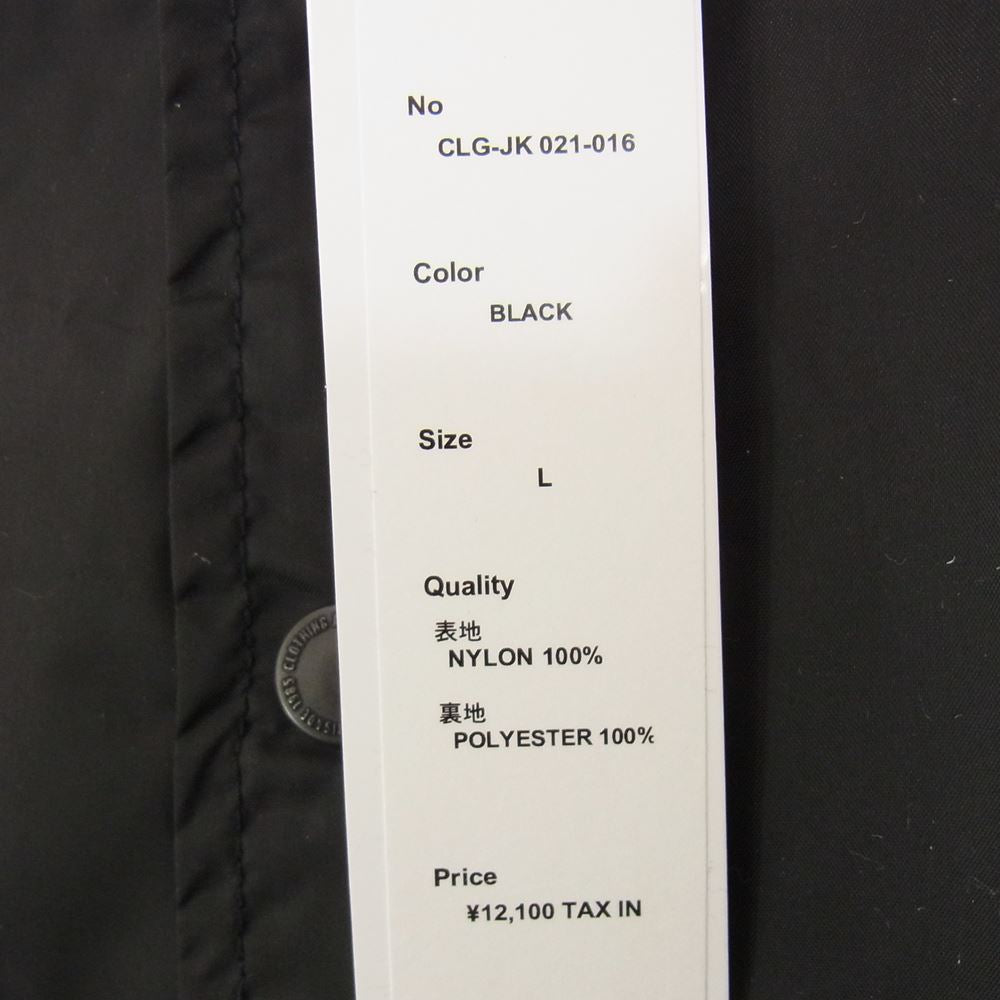 No
CLG-JK 021-016
Color
BLACK
Size
L
Quality
表地
NYLON 100%
裏地
POLYESTER 100%
Price
¥12,100 TAX IN
CLOTHING